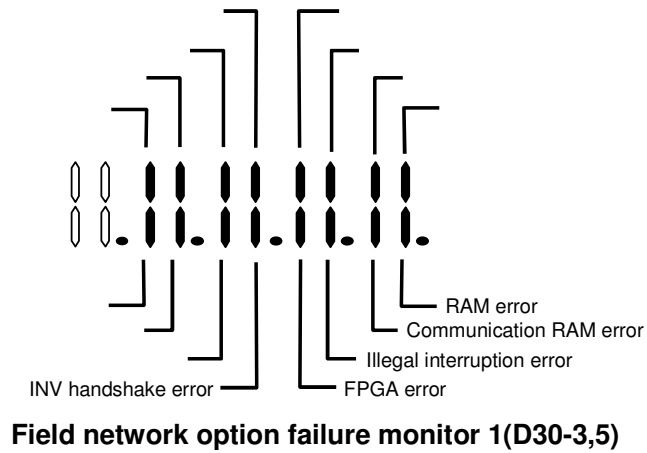 RAM error
Communication RAM error
Illegal interruption error
INV handshake error
FPGA error
Field network option failure monitor 1(D30-3,5)